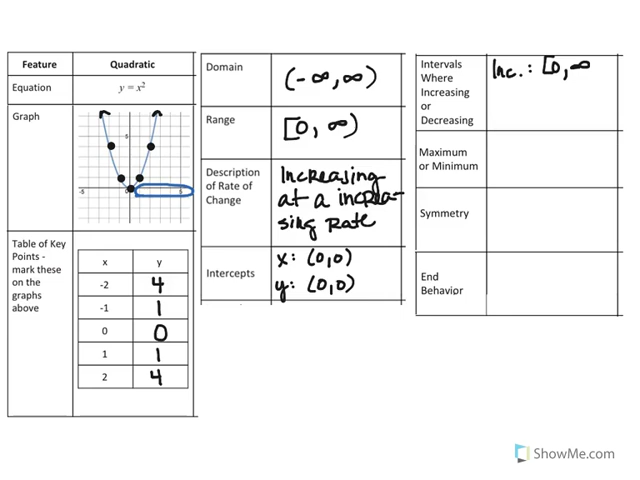 Feature Quadratic
Equation y = x²
Graph
5
-5 0 5
Table of Key
Points -
mark these
on the
graphs
above
x y
-2 4
-1 1
0 0
1 1
2 4
Domain
(-∞, ∞)
Range
[0, ∞)
Description
of Rate of
Change
Increasing
at a increa-
sing Rate
Intercepts
x: (0,0)
y: (0,0)
Intervals
Where
Increasing
or
Decreasing
Inc.: [0, ∞
Maximum
or Minimum
Symmetry
End
Behavior
ShowMe.com